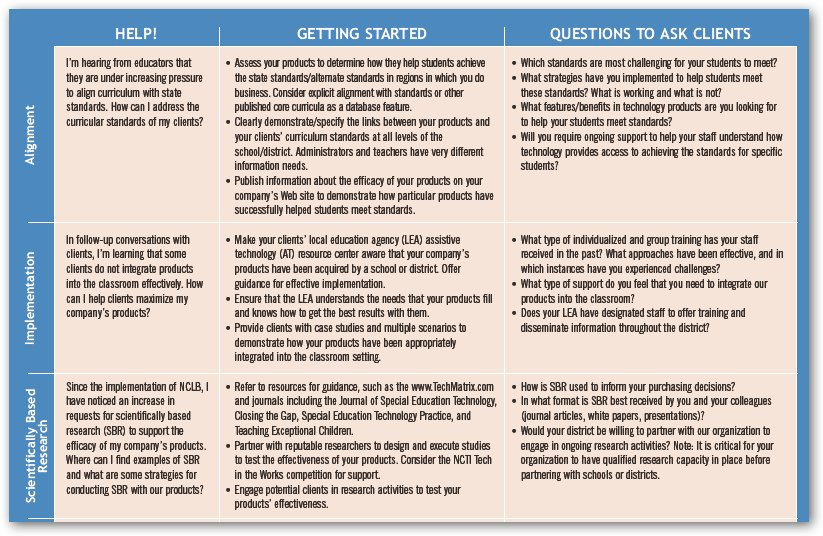 HELP!
GETTING STARTED
QUESTIONS TO ASK CLIENTS
Alignment
I'm hearing from educators that
they are under increasing pressure
to align curriculum with state
standards. How can I address the
curricular standards of my clients?
• Assess your products to determine how they help students achieve
the state standards/alternate standards in regions in which you do
business. Consider explicit alignment with standards or other
published core curricula as a database feature.
• Clearly demonstrate/specify the links between your products and
your clients' curriculum standards at all levels of the
school/district. Administrators and teachers have very different
information needs.
• Publish information about the efficacy of your products on your
company's Web site to demonstrate how particular products have
successfully helped students meet standards.
• Which standards are most challenging for your students to meet?
• What strategies have you implemented to help students meet
these standards? What is working and what is not?
• What features/benefits in technology products are you looking for
to help your students meet standards?
• Will you require ongoing support to help your staff understand how
technology provides access to achieving the standards for specific
students?
Implementation
In follow-up conversations with
clients, I'm learning that some
clients do not integrate products
into the classroom effectively. How
can I help clients maximize my
company's products?
• Make your clients' local education agency (LEA) assistive
technology (AT) resource center aware that your company's
products have been acquired by a school or district. Offer
guidance for effective implementation.
• Ensure that the LEA understands the needs that your products fill
and knows how to get the best results with them.
• Provide clients with case studies and multiple scenarios to
demonstrate how your products have been appropriately
integrated into the classroom setting.
• What type of individualized and group training has your staff
received in the past? What approaches have been effective, and in
which instances have you experienced challenges?
• What type of support do you feel that you need to integrate our
products into the classroom?
• Does your LEA have designated staff to offer training and
disseminate information throughout the district?
Scientifically Based
Research
Since the implementation of NCLB, I
have noticed an increase in
requests for scientifically based
research (SBR) to support the
efficacy of my company's products.
Where can I find examples of SBR
and what are some strategies for
conducting SBR with our products?
• Refer to resources for guidance, such as the www.TechMatrix.com
and journals including the Journal of Special Education Technology,
Closing the Gap, Special Education Technology Practice, and
Teaching Exceptional Children.
• Partner with reputable researchers to design and execute studies
to test the effectiveness of your products. Consider the NCTI Tech
in the Works competition for support.
• Engage potential clients in research activities to test your
products' effectiveness.
• How is SBR used to inform your purchasing decisions?
• In what format is SBR best received by you and your colleagues
(journal articles, white papers, presentations)?
• Would your district be willing to partner with our organization to
engage in ongoing research activities? Note: It is critical for your
organization to have qualified research capacity in place before
partnering with schools or districts.